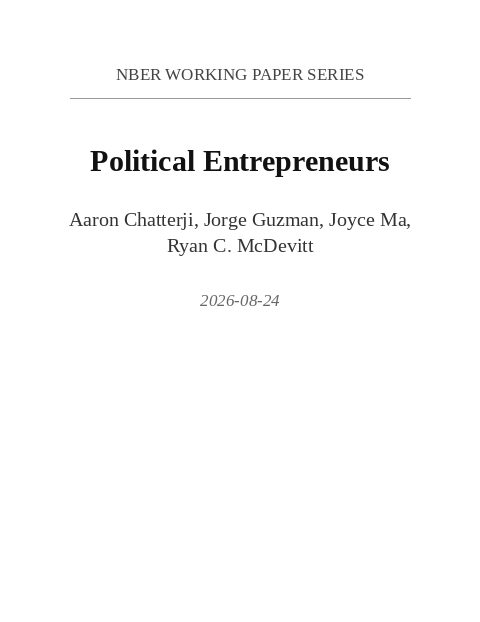 NBER WORKING PAPER SERIES
Political Entrepreneurs
Aaron Chatterji, Jorge Guzman, Joyce Ma,
Ryan C. McDevitt
2026-08-24